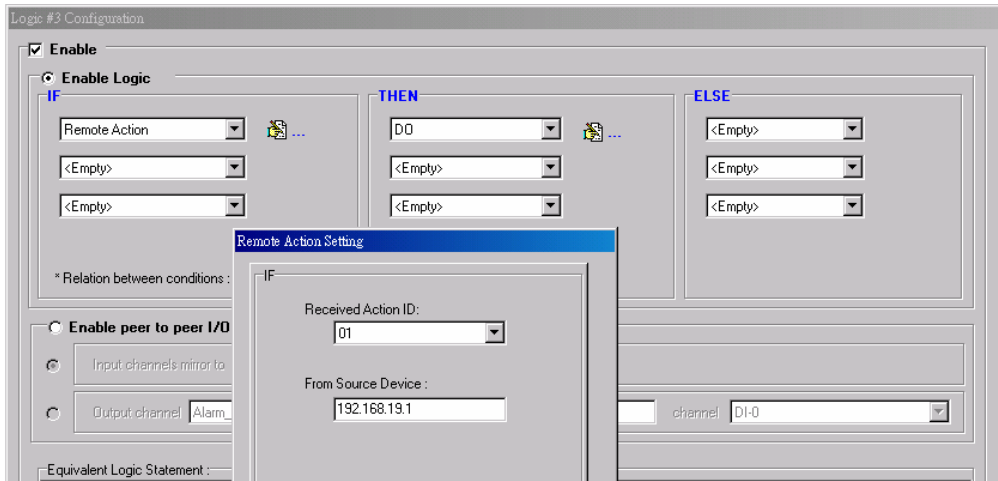 Logic #3 Configuration
Enable
Enable Logic
IF
THEN
ELSE
Remote Action
...
DO
...
<Empty>
<Empty>
<Empty>
<Empty>
<Empty>
<Empty>
<Empty>
* Relation between conditions :
Remote Action Setting
IF
Received Action ID:
01
From Source Device :
192.168.19.1
Enable peer to peer I/O
Input channels mirror to
Output channel
Alarm_
channel
DI-0
Equivalent Logic Statement :